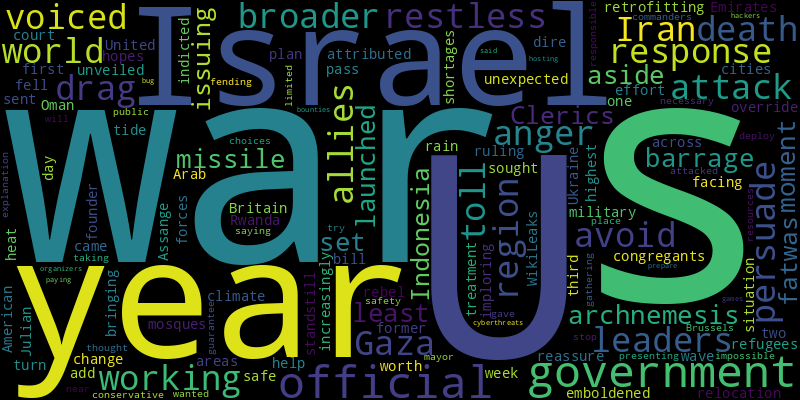 voiced
Israel
broader
restless
retrofitting
Emirates
commanders
hackers
court
United
indicted
issuing
plan
attributed
dire
shortages
said
hosting
responsible
Iran
death
world
hopes
response
first
unveiled
pass
limited
bug
unexpected
aside
cities
drag
fell
fending
effort
attack
sent
Oman
public
will
allies
launched
bounties
Clerics
one
necessary
override
war
US
tide
choices
anger
across
deploy
missile
rain
ruling
Ukraine
highest
barrage
moment
explanation
day
Arab
sought
toll
attacked
facing
persuade
founder
Assange
forces
Britain
Rwanda
saying
Indonesia
region
Wikileaks
military
place
resources
fatwas
heat
came
taking
set
try
bill
treatment
imploring
avoid
congregants
situation
year
organizers
paying
increasingly
rebel
safety
third
gathering
prepare
American
Julian
bringing
climate
guarantee
standstill
least
gave
cyberthreats
archnemesis
games
mosques
former
Gaza
mayor
stop
Brussels
two
refugees
turn
thought
change
areas
help
worth
week
reassure
leaders
wave
presenting
impossible
add
working
safe
official
government
near
conservative
wanted
emboldened
relocation